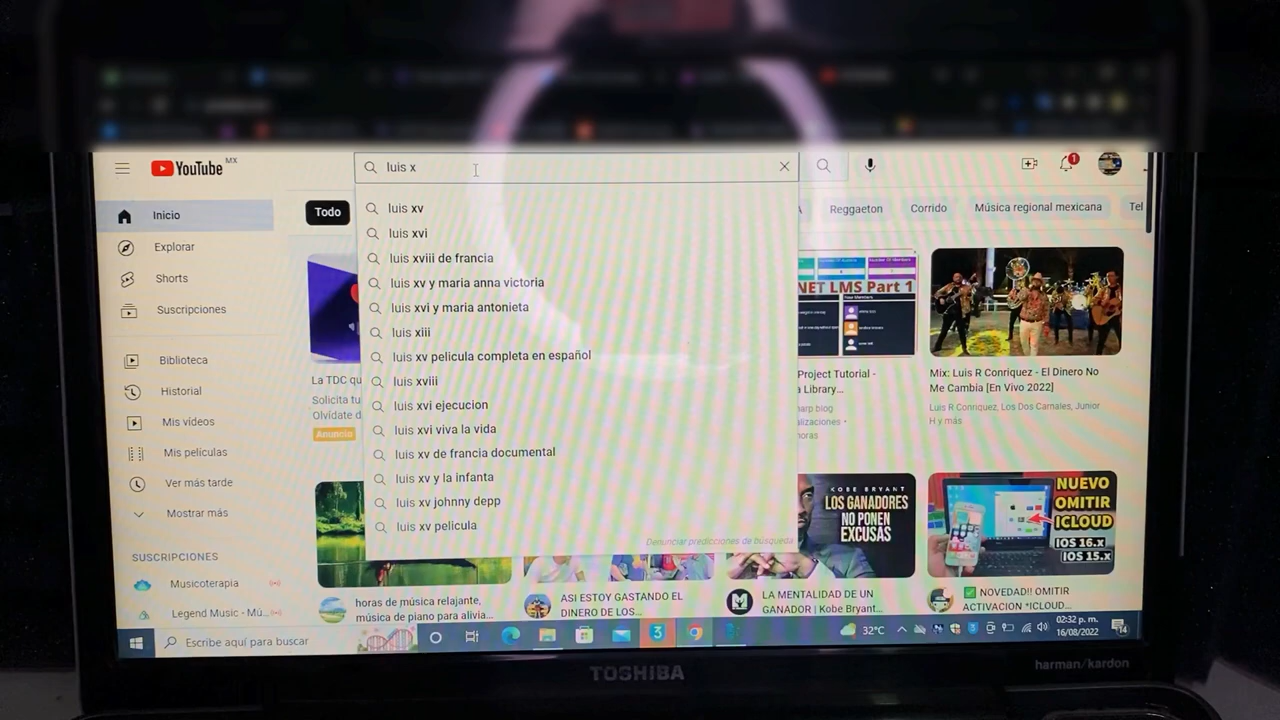 YouTube MX
luis x
1
Inicio
Explorar
Shorts
Suscripciones
Biblioteca
Historial
Mis vídeos
Mis películas
Ver más tarde
Mostrar más
SUSCRIPCIONES
Musicoterapia
Legend Music - Mú...
Todo
Reggaeton
Corrido
Música regional mexicana
Tel
luis xv
luis xvi
luis xviii de francia
luis xv y maria anna victoria
luis xvi y maria antonieta
luis xiii
luis xv pelicula completa en español
luis xviii
luis xvi ejecucion
luis xvi viva la vida
luis xv de francia documental
luis xv y la infanta
luis xv johnny depp
luis xv pelicula
Denunciar predicciones de búsqueda
La TDC qu
Solicita tu
Olvídate d
Anuncio
NET LMS Part 1
Project Tutorial -
a Library...
harp blog
alizaciones •
horas
Mix: Luis R Conriquez - El Dinero No
Me Cambia [En Vivo 2022]
Luis R Conriquez, Los Dos Carnales, Junior
H y más
horas de música relajante,
música de piano para alivia...
ASI ESTOY GASTANDO EL
DINERO DE LOS...
KOBE BRYANT
LOS GANADORES
NO PONEN
EXCUSAS
LA MENTALIDAD DE UN
GANADOR | Kobe Bryant...
NUEVO
OMITIR
ICLOUD
IOS 16.x
IOS 15.x
NOVEDAD!! OMITIR
ACTIVACION *ICLOUD...
Escribe aquí para buscar
3
32°C
02:32 p. m.
16/08/2022
14
TOSHIBA
harman/kardon